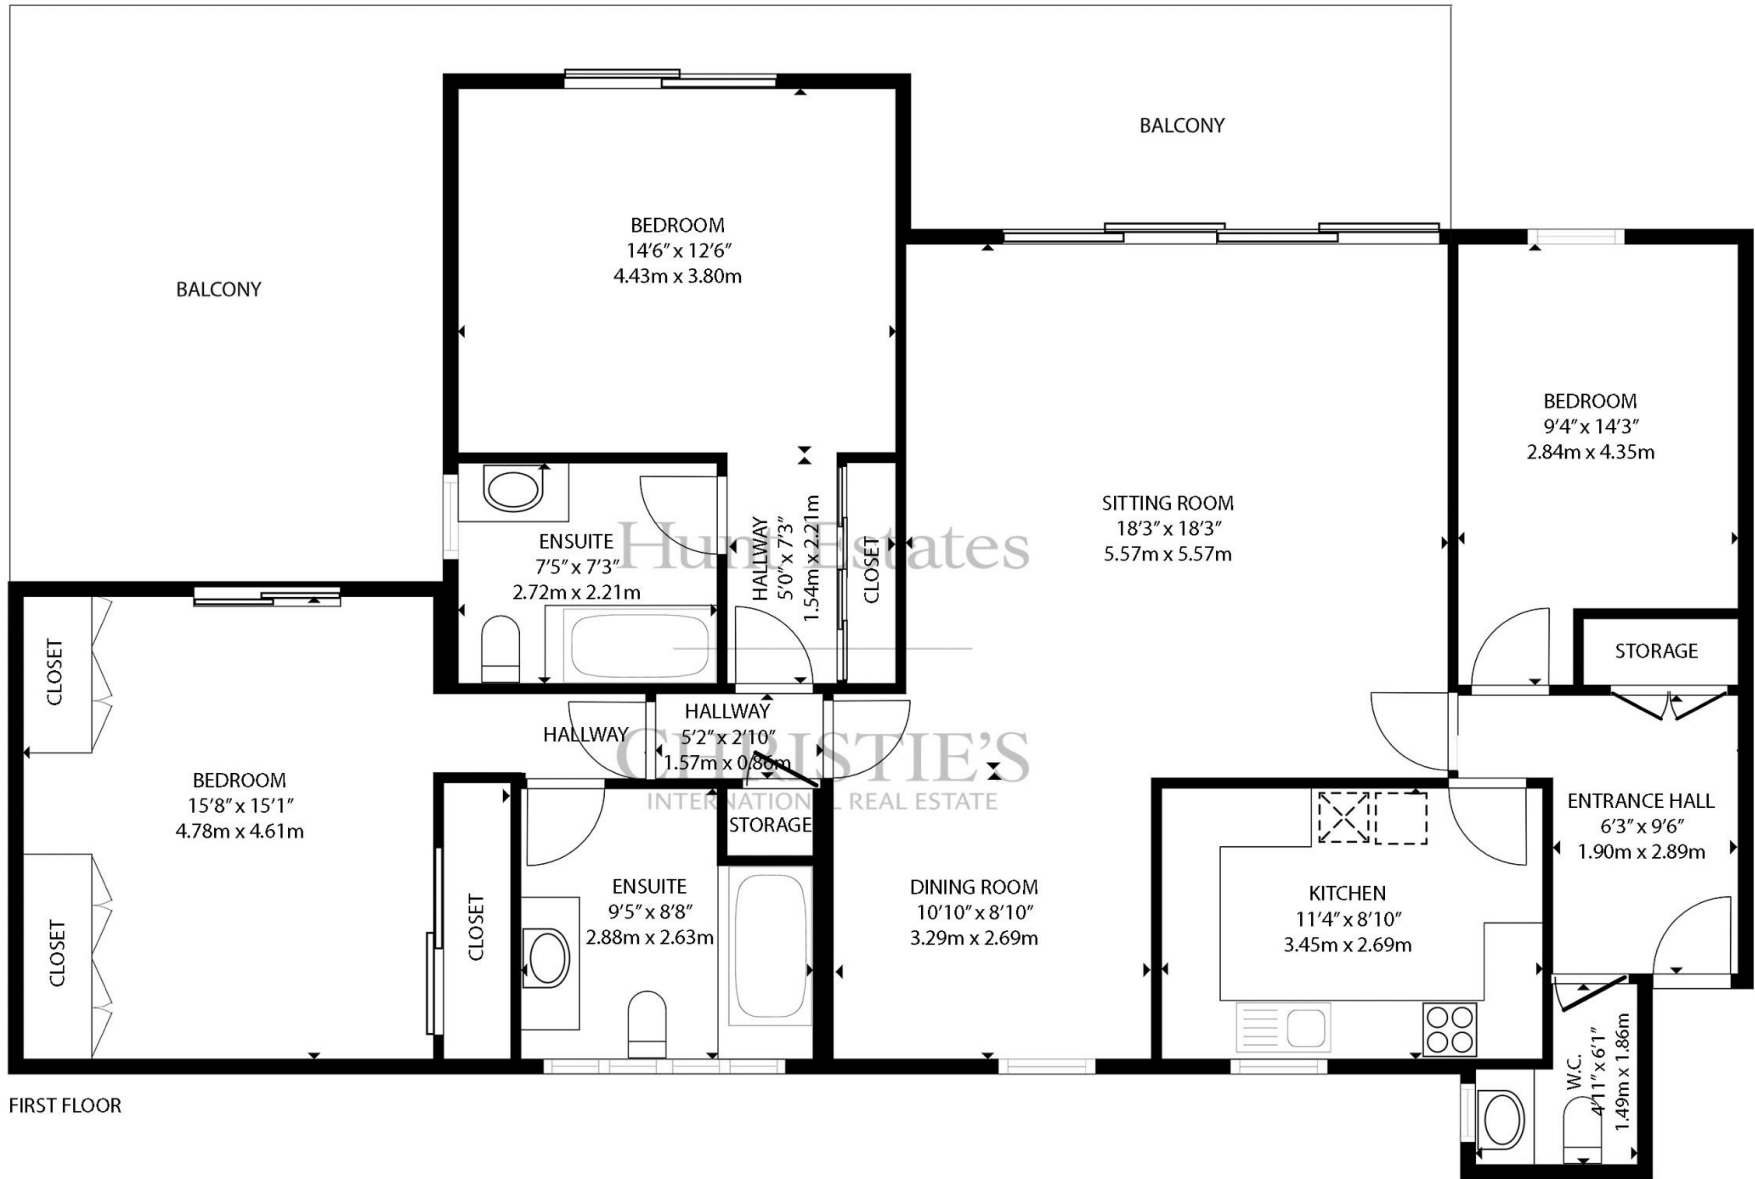 BALCONY
BALCONY
BEDROOM
14'6" x 12'6"
4.43m x 3.80m
BEDROOM
9'4" x 14'3"
2.84m x 4.35m
SITTING ROOM
18'3" x 18'3"
5.57m x 5.57m
ENSUITE
7'5" x 7'3"
2.72m x 2.21m
HALLWAY
5'0" x 7'3"
1.54m x 2.21m
CLOSET
Hunt Estates
CHRISTIE'S
INTERNATIONAL REAL ESTATE
CLOSET
STORAGE
HALLWAY
HALLWAY
5'2" x 2'10"
1.57m x 0.86m
BEDROOM
15'8" x 15'1"
4.78m x 4.61m
STORAGE
ENTRANCE HALL
6'3" x 9'6"
1.90m x 2.89m
CLOSET
CLOSET
ENSUITE
9'5" x 8'8"
2.88m x 2.63m
DINING ROOM
10'10" x 8'10"
3.29m x 2.69m
KITCHEN
11'4" x 8'10"
3.45m x 2.69m
W.C.
4'11" x 6'1"
1.49m x 1.86m
FIRST FLOOR